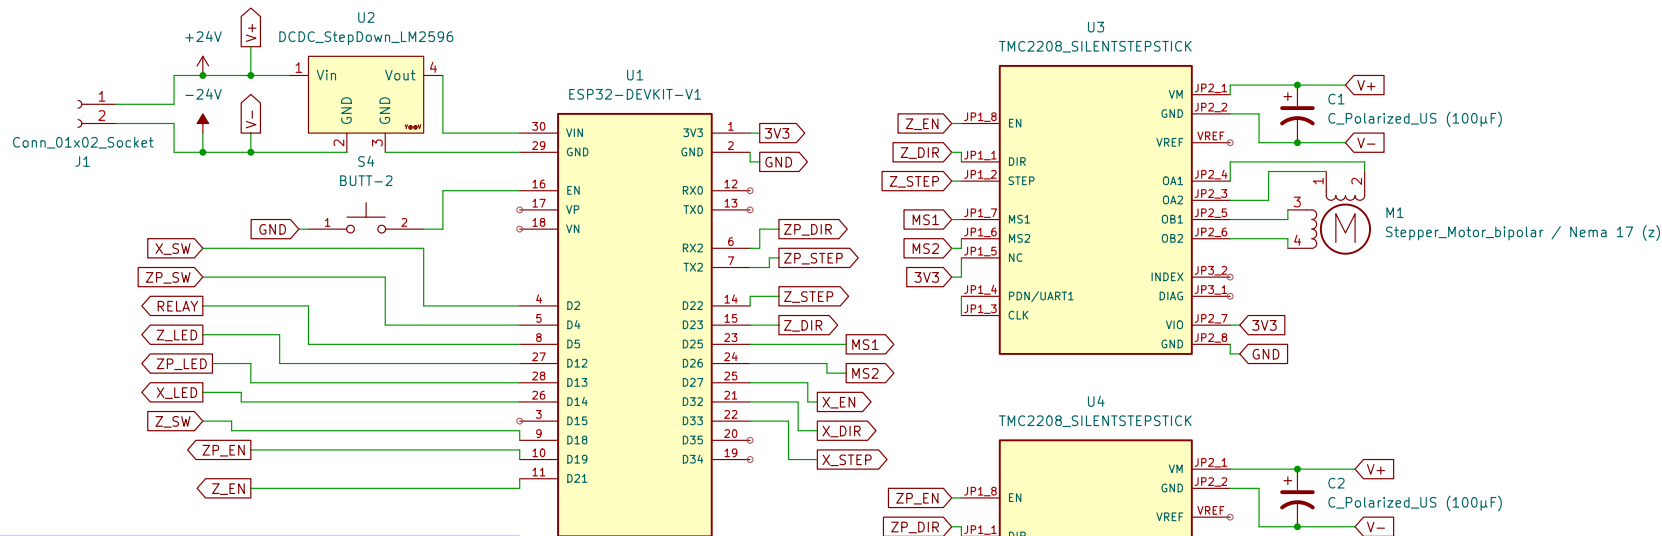 U2
DCDC_StepDown_LM2596
+24V
V+
1
Vin
Vout
4
-24V
V-
GND
GND
YOOV
2
3
1
2
Conn_01x02_Socket
J1
S4
BUTT-2
GND
1
2
X_SW
ZP_SW
RELAY
Z_LED
ZP_LED
X_LED
Z_SW
ZP_EN
Z_EN
U1
ESP32-DEVKIT-V1
30 VIN
29 GND
16 EN
17 VP
18 VN
4 D2
5 D4
8 D5
27 D12
28 D13
26 D14
3 D15
9 D18
10 D19
11 D21
3V3 1
GND 2
RX0 12
TX0 13
RX2 6
TX2 7
D22 14
D23 15
D25 23
D26 24
D27 25
D32 21
D33 22
D35 20
D34 19
3V3
GND
ZP_DIR
ZP_STEP
Z_STEP
Z_DIR
MS1
MS2
X_EN
X_DIR
X_STEP
U3
TMC2208_SILENTSTEPSTICK
Z_EN
Z_DIR
Z_STEP
MS1
MS2
3V3
JP1_8 EN
JP1_1 DIR
JP1_2 STEP
JP1_7 MS1
JP1_6 MS2
JP1_5 NC
JP1_4 PDN/UART1
JP1_3 CLK
VM JP2_1
GND JP2_2
VREF VREF
OA1 JP2_4
OA2 JP2_3
OB1 JP2_5
OB2 JP2_6
INDEX JP3_2
DIAG JP3_1
VIO JP2_7
GND JP2_8
V+
+
C1
C_Polarized_US (100µF)
V-
1
2
3
4
M
M1
Stepper_Motor_bipolar / Nema 17 (z)
3V3
GND
U4
TMC2208_SILENTSTEPSTICK
ZP_EN
ZP_DIR
JP1_8 EN
JP1_1 DIR
VM JP2_1
GND JP2_2
VREF VREF
V+
+
C2
C_Polarized_US (100µF)
V-